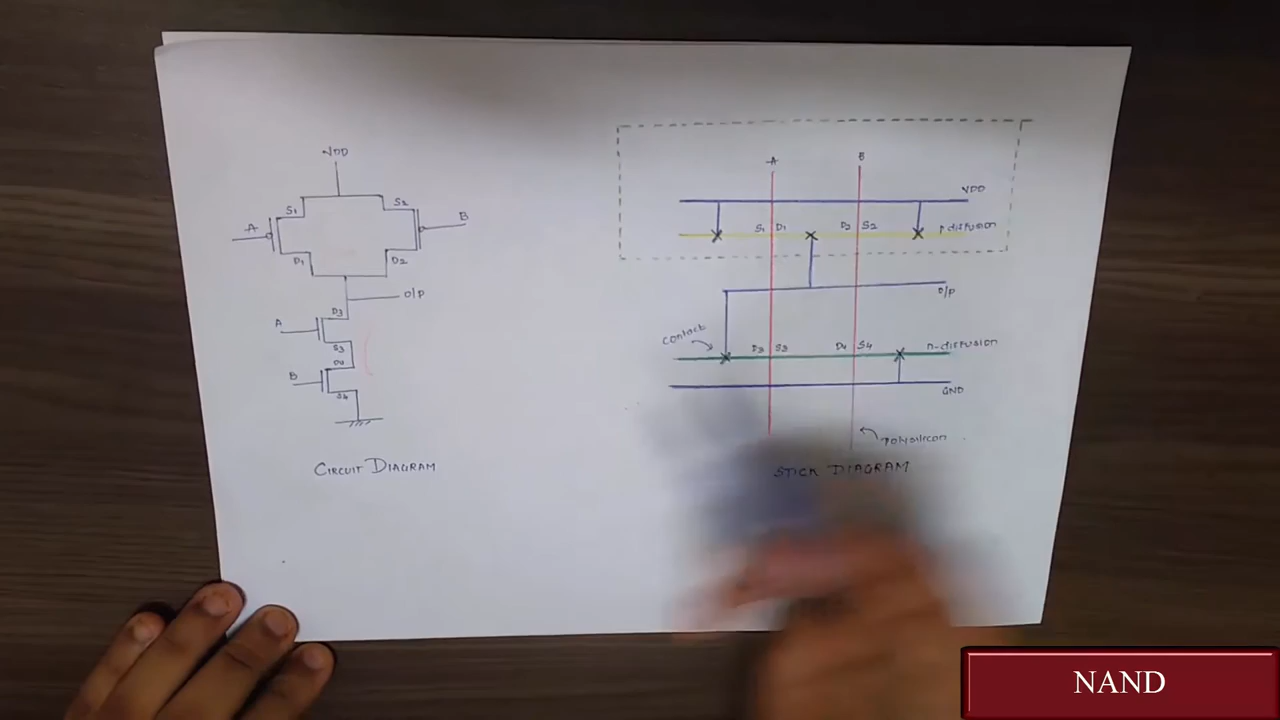 VDD
S1
S2
A
B
D1
D2
O/P
D3
A
S3
D4
B
S4
CIRCUIT DIAGRAM
A
B
VDD
S1 D1 D2 S2
p diffusion
O/P
contact
D3 S3 D4 S4
n-diffusion
GND
polysilicon
STICK DIAGRAM
NAND